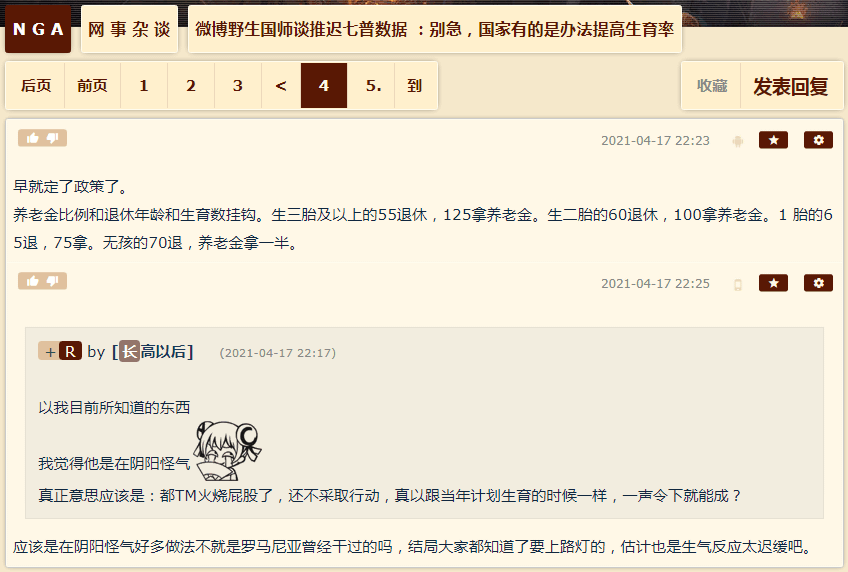 NGA 网事杂谈 微博野生国师谈推迟七普数据 ：别急，国家有的是办法提高生育率
后页 前页 1 2 3 < 4 5. 到 收藏 发表回复
2021-04-17 22:23
早就定了政策了。
养老金比例和退休年龄和生育数挂钩。生三胎及以上的55退休，125拿养老金。生二胎的60退休，100拿养老金。1 胎的6
5退，75拿。无孩的70退，养老金拿一半。
2021-04-17 22:25
+ R by [长高以后] (2021-04-17 22:17)
以我目前所知道的东西
我觉得他是在阴阳怪气
真正意思应该是：都TM火烧屁股了，还不采取行动，真以跟当年计划生育的时候一样，一声令下就能成？
应该是在阴阳怪气好多做法不就是罗马尼亚曾经干过的吗，结局大家都知道了要上路灯的，估计也是生气反应太迟缓吧。